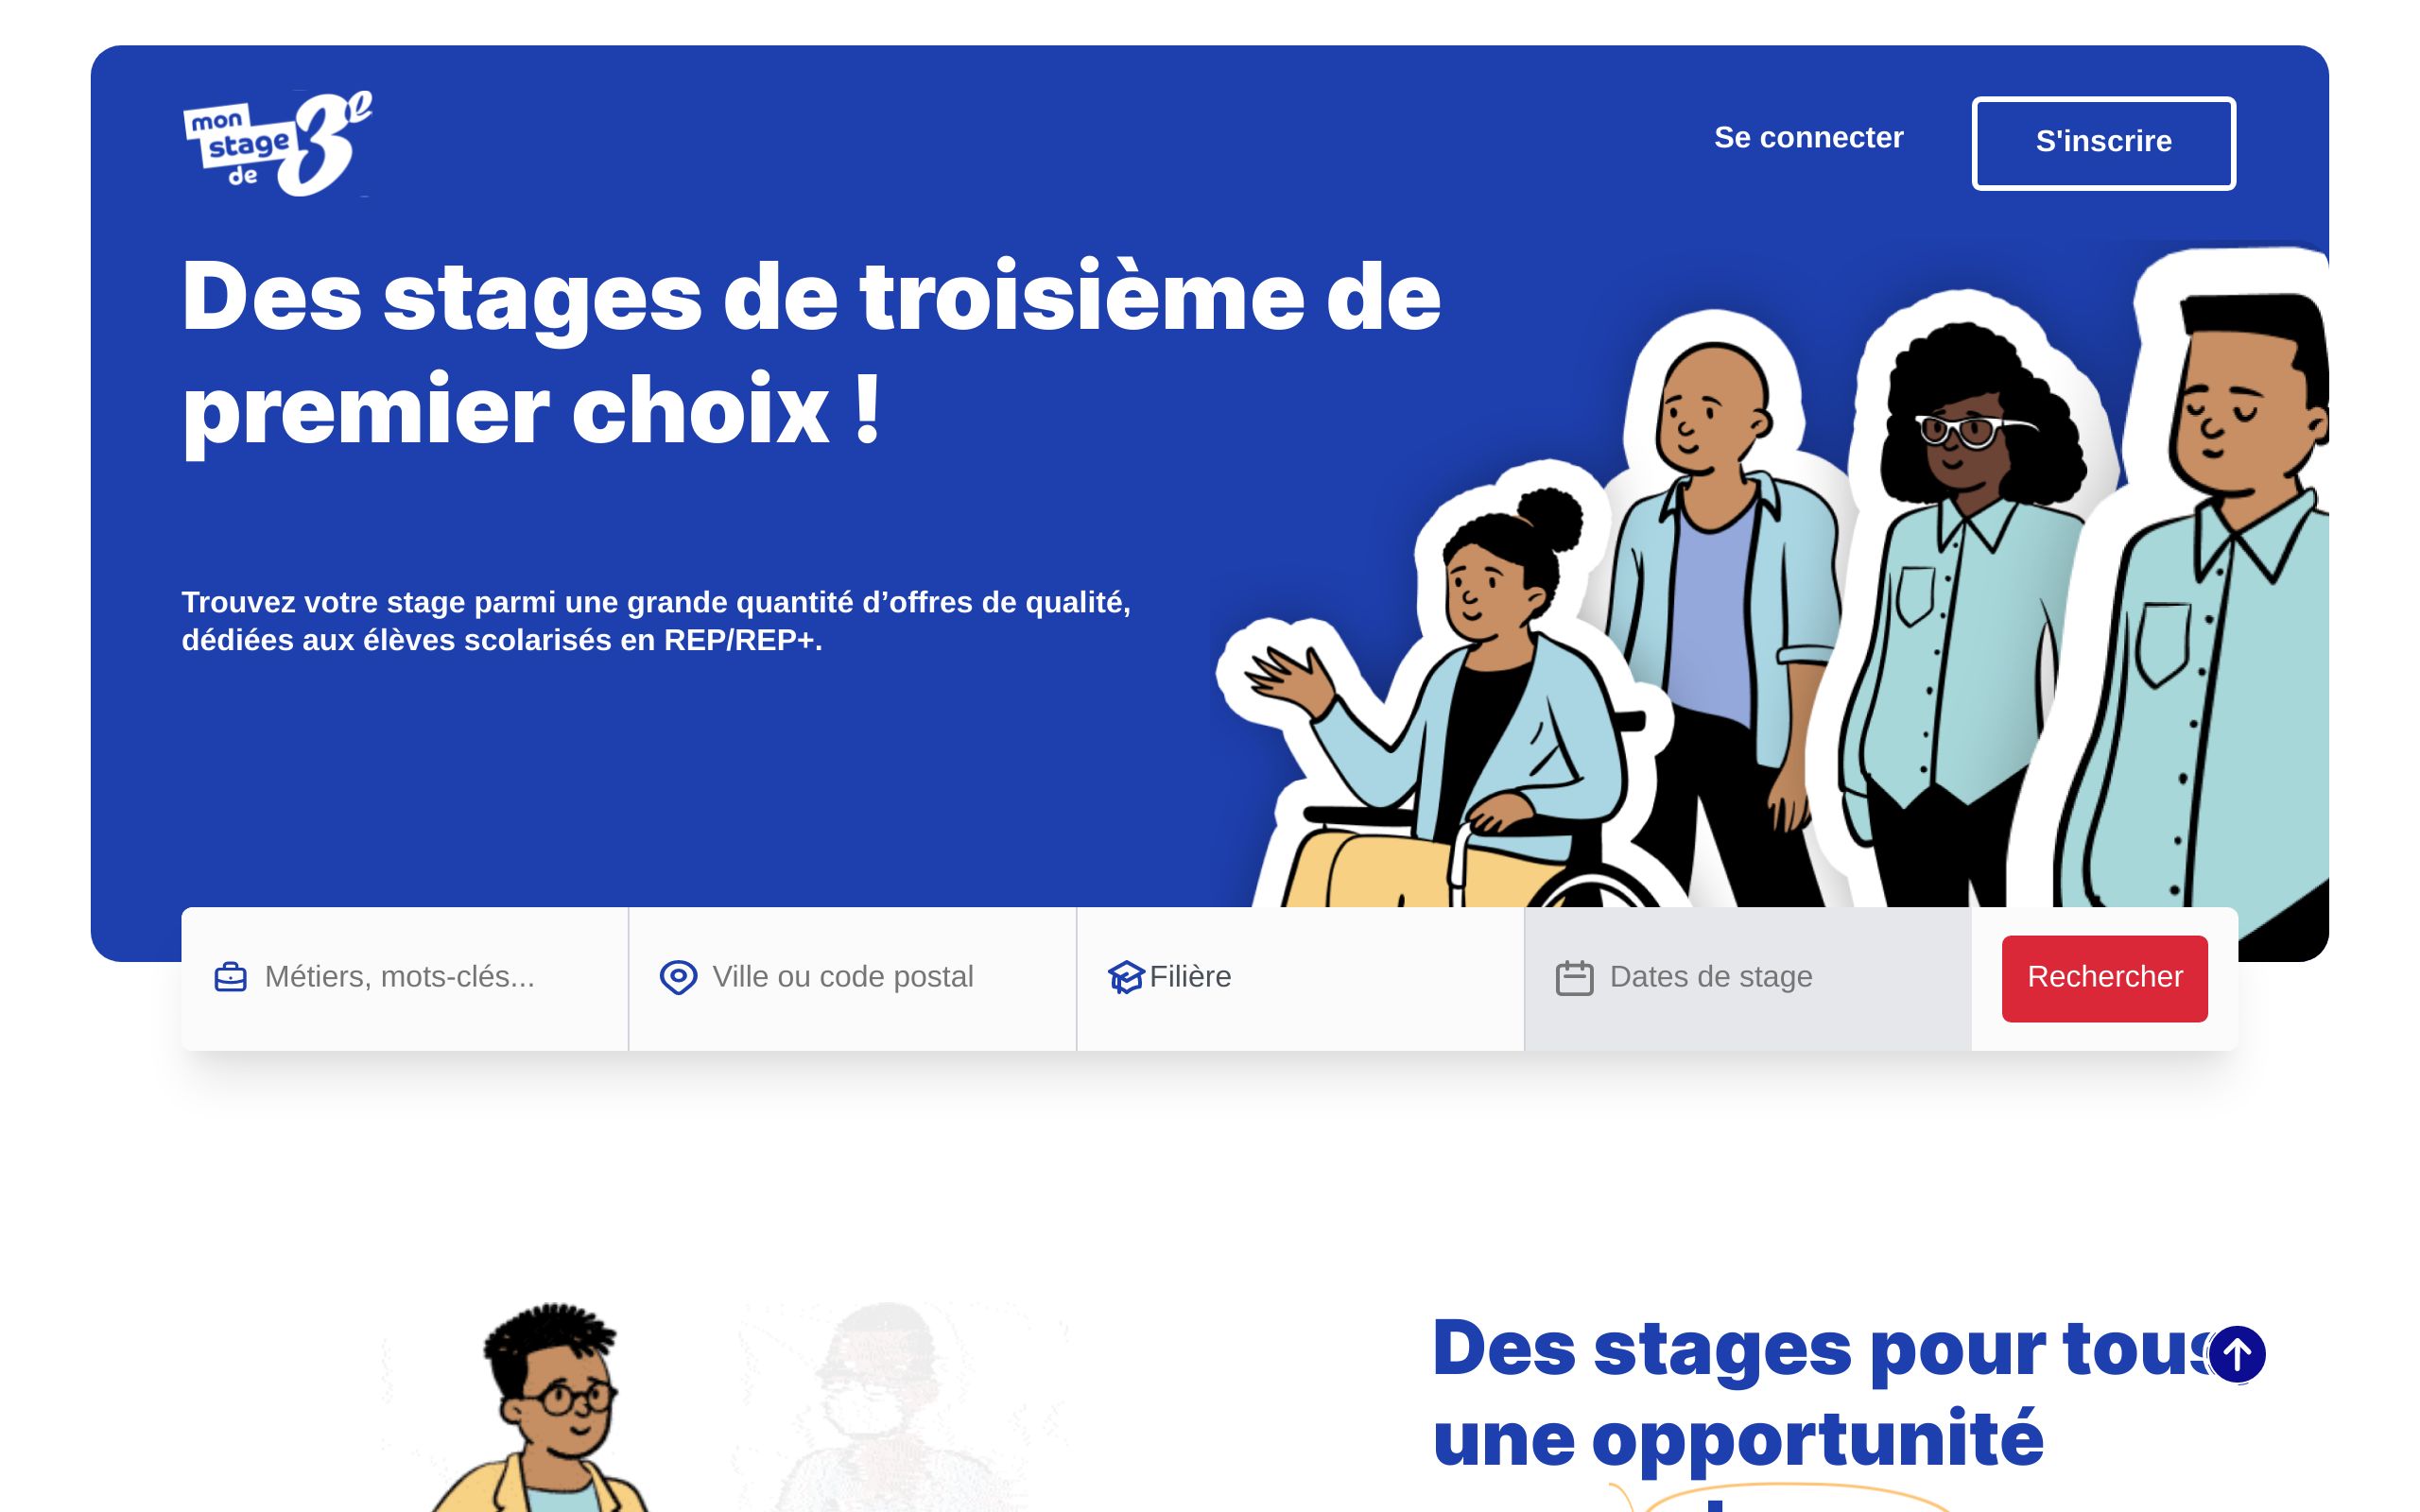 mon
stage
de
3e
Se connecter
S'inscrire
Des stages de troisième de
premier choix !
Trouvez votre stage parmi une grande quantité d’offres de qualité,
dédiées aux élèves scolarisés en REP/REP+.
Métiers, mots-clés...
Ville ou code postal
Filière
Dates de stage
Rechercher
Des stages pour tous
une opportunité